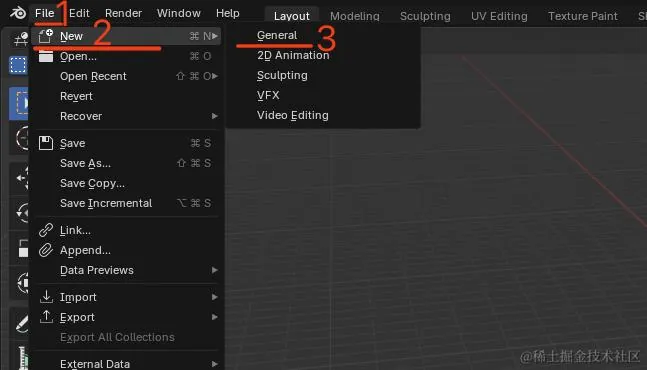 File Edit Render Window Help Layout Modeling Sculpting UV Editing Texture Paint
1
New ⌘ N
2
Open... ⌘ O
Open Recent ⇧ ⌘ O
Revert
Recover
Save ⌘ S
Save As... ⇧ ⌘ S
Save Copy...
Save Incremental ⌥ ⌘ S
Link...
Append...
Data Previews
Import
Export
Export All Collections
External Data
General
3
2D Animation
Sculpting
VFX
Video Editing
@稀土掘金技术社区